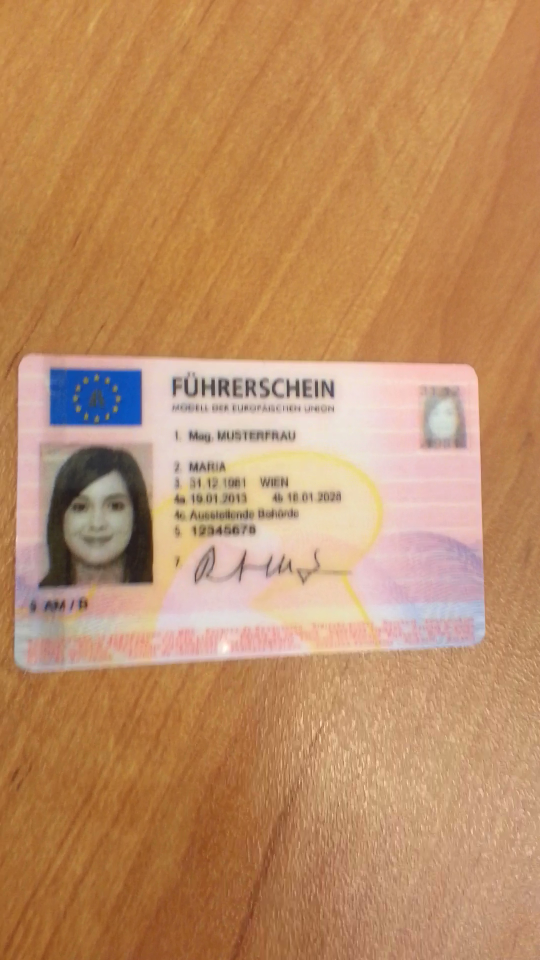 FÜHRERSCHEIN
MODELL DER EUROPÄISCHEN UNION
1. Mag. MUSTERFRAU
2. MARIA
3. 31.12.1981 WIEN
4a. 19.01.2013 4b 18.01.2028
4c. Ausstellende Behörde
5. 12345678
7.
9 AM / B